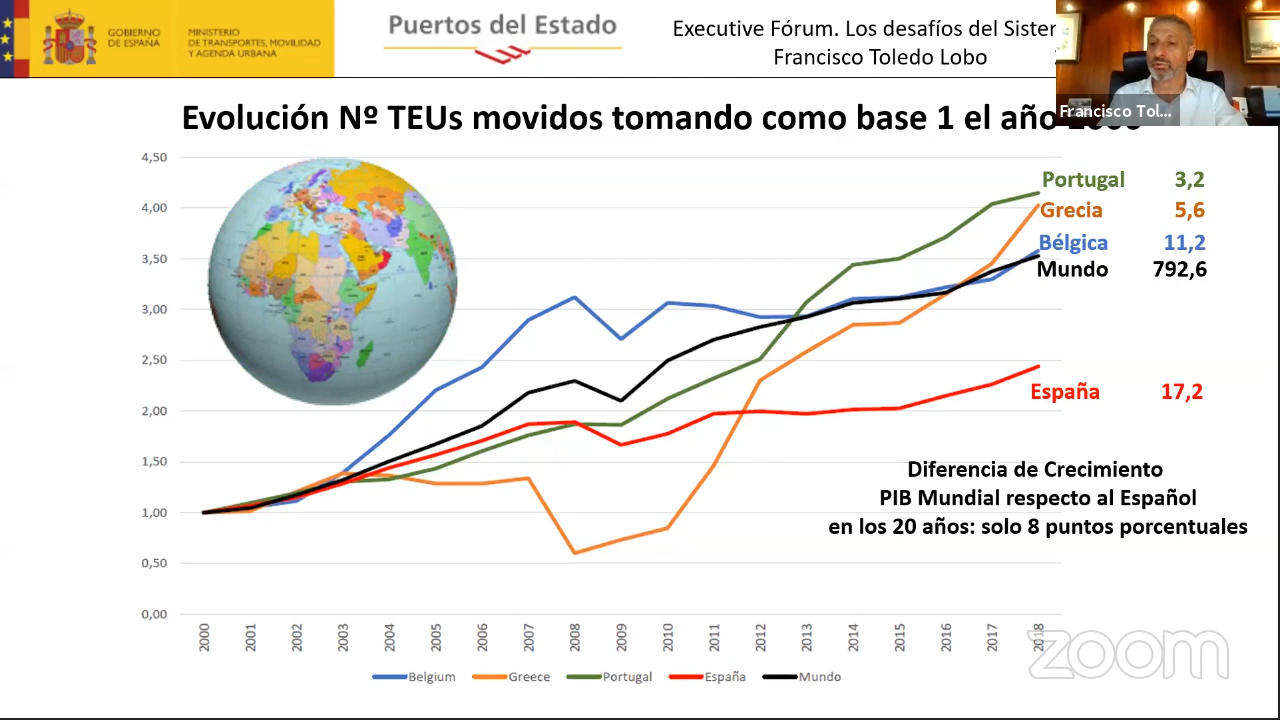 GOBIERNO
DE ESPAÑA
MINISTERIO
DE TRANSPORTES, MOVILIDAD
Y AGENDA URBANA
Puertos del Estado
Executive Fórum. Los desafíos del Sister
Francisco Toledo Lobo
Francisco Tol...
Evolución Nº TEUs movidos tomando como base 1 el año
4,50
4,00
3,50
3,00
2,50
2,00
1,50
1,00
0,50
0,00
Portugal 3,2
Grecia 5,6
Bélgica 11,2
Mundo 792,6
España 17,2
Diferencia de Crecimiento
PIB Mundial respecto al Español
en los 20 años: solo 8 puntos porcentuales
2000 2001 2002 2003 2004 2005 2006 2007 2008 2009 2010 2011 2012 2013 2014 2015 2016 2017 2018
zoom
Belgium Greece Portugal España Mundo